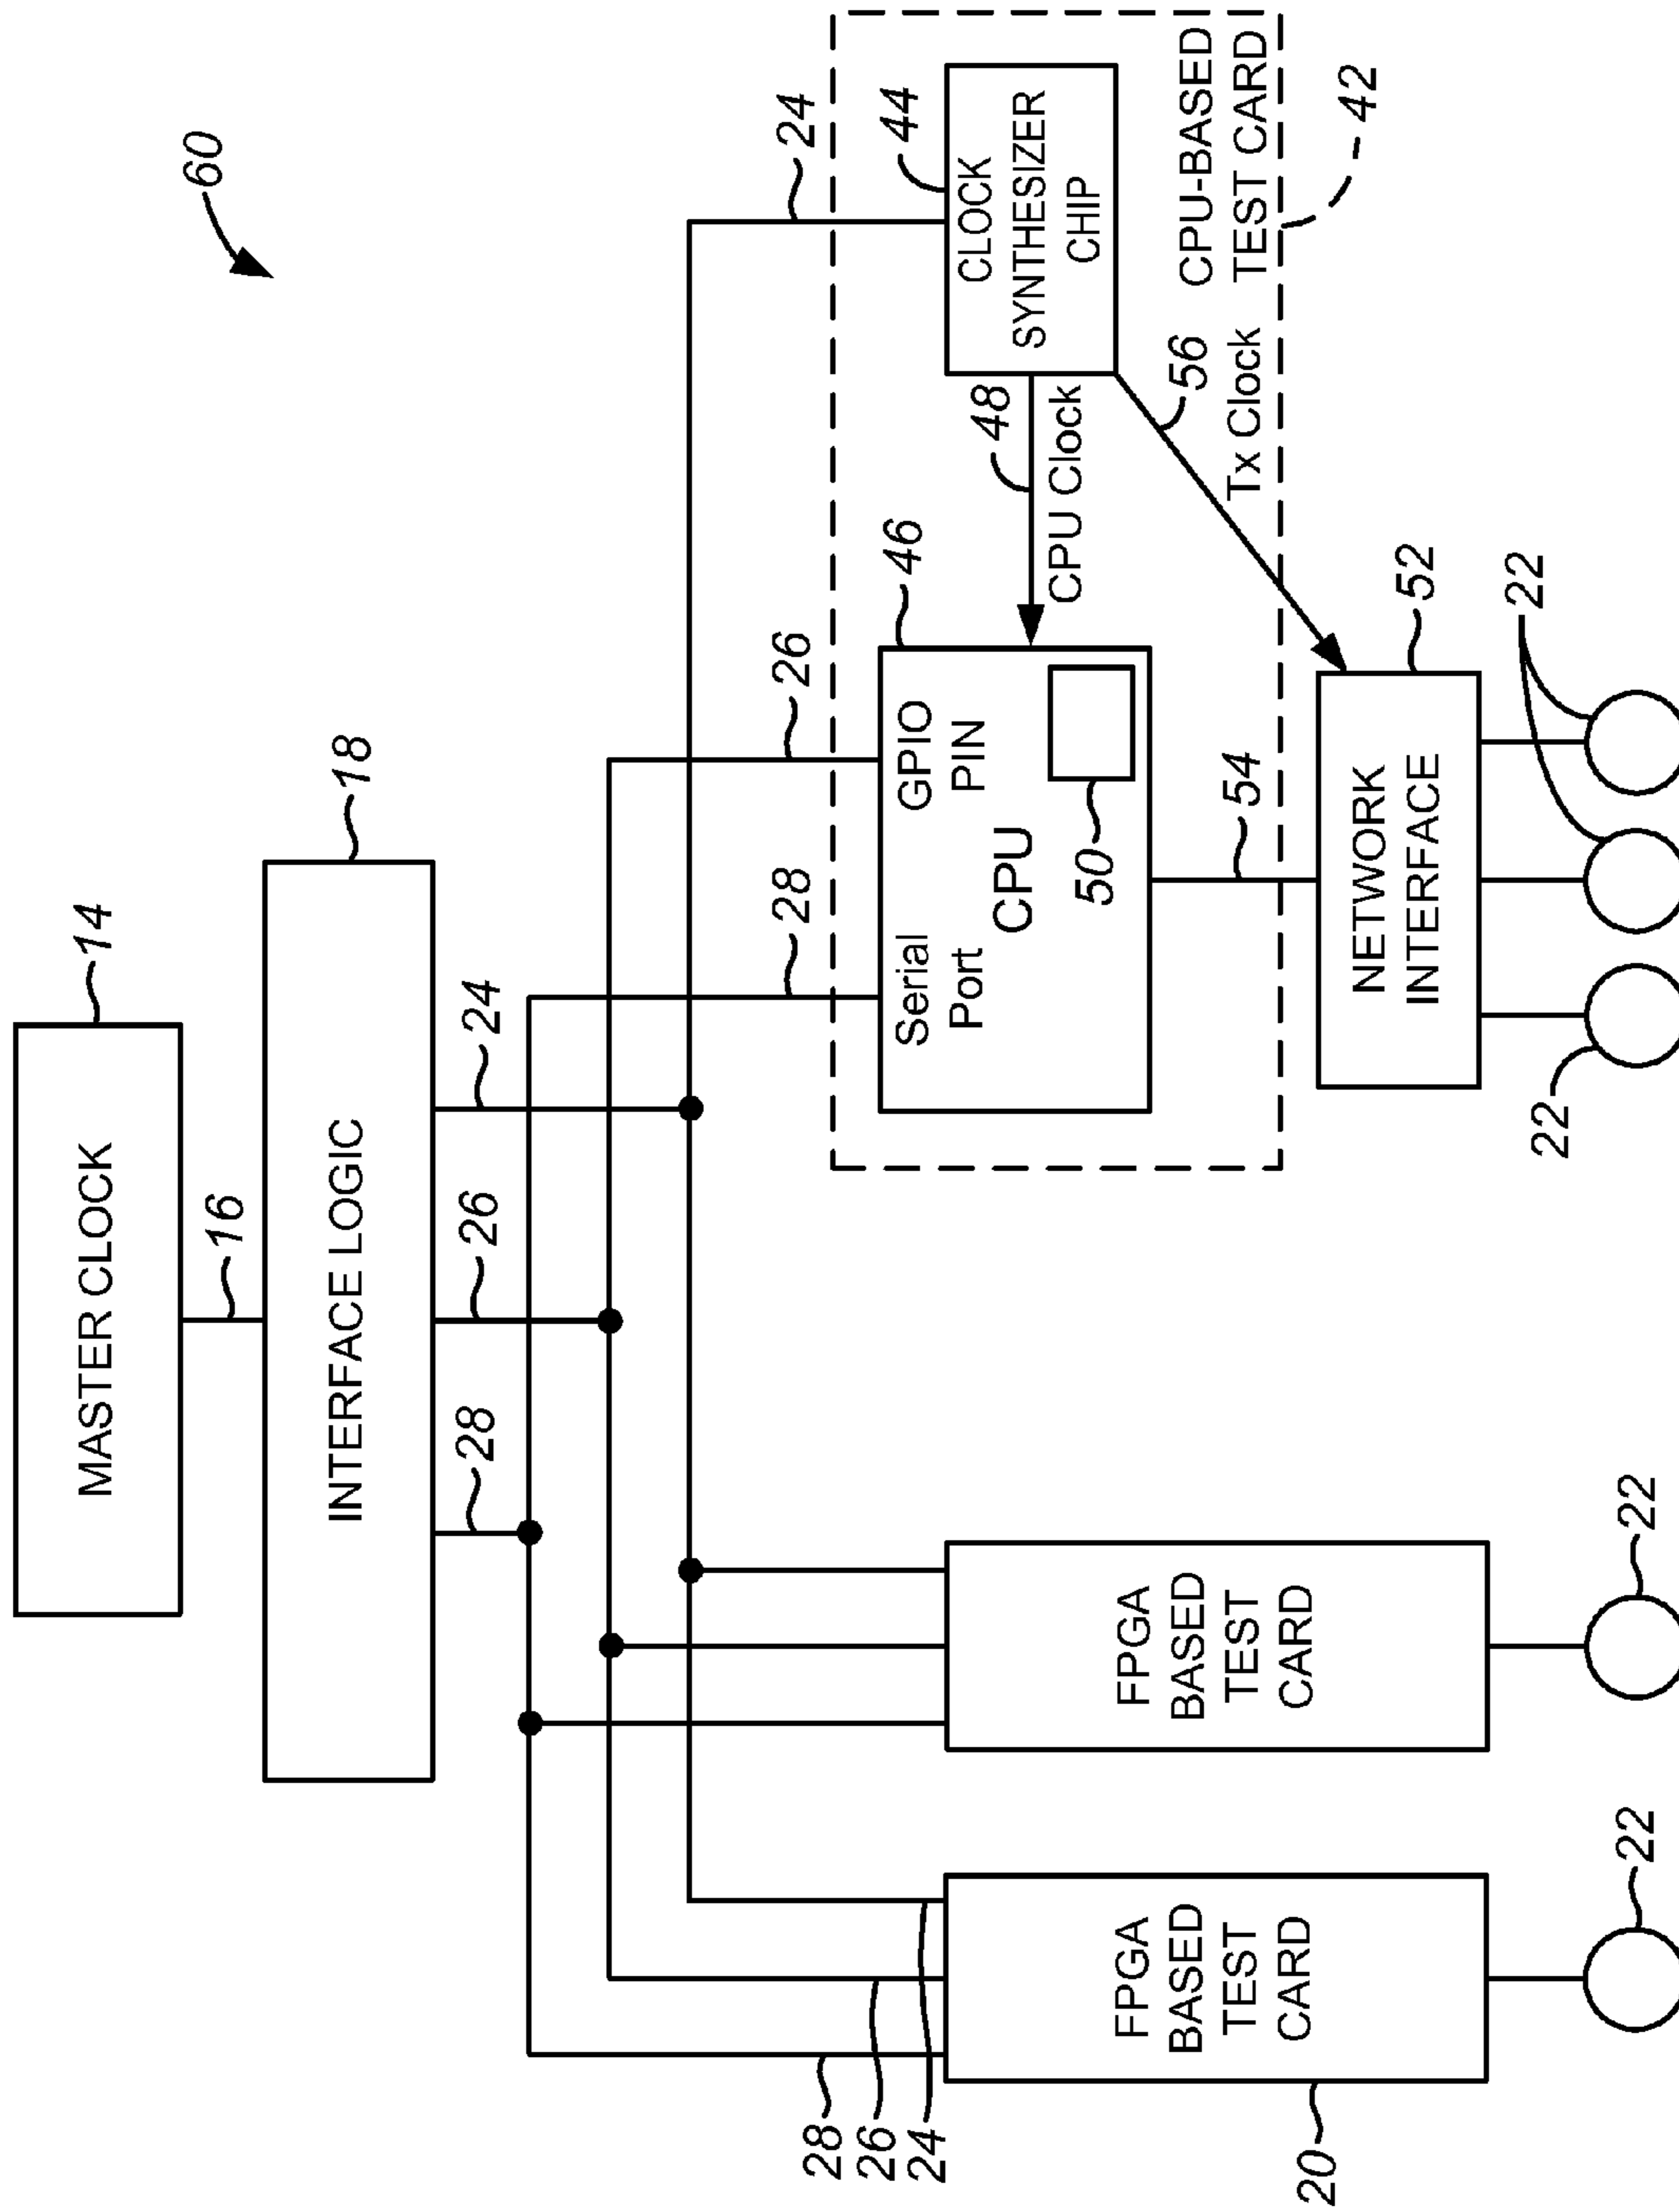 60
MASTER CLOCK
14
16
INTERFACE LOGIC
18
28
26
24
28
26
24
28
26
24
FPGA
BASED
TEST
CARD
20
22
FPGA
BASED
TEST
CARD
22
Serial
Port
GPIO
PIN
CPU
46
50
48
CPU Clock
CLOCK
SYNTHESIZER
CHIP
44
56
Tx Clock
CPU-BASED
TEST CARD
42
54
NETWORK
INTERFACE
52
22
22